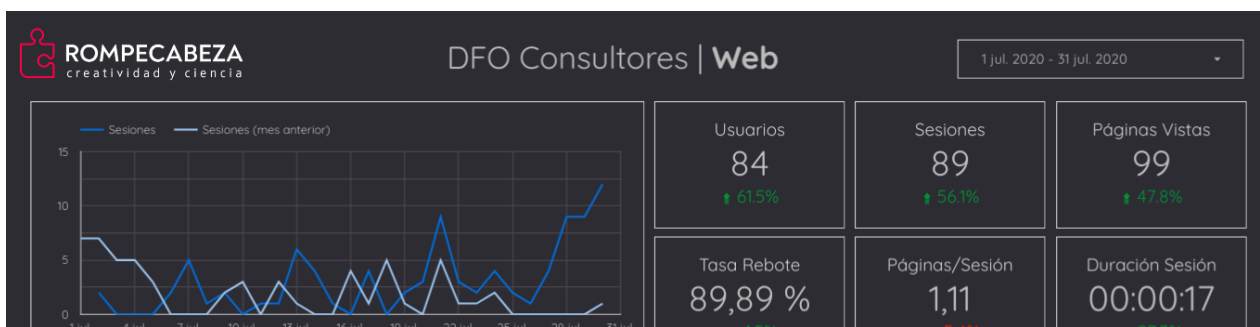 ROMPECABEZA
creatividad y ciencia
DFO Consultores | Web
1 jul. 2020 - 31 jul. 2020
Sesiones
Sesiones (mes anterior)
15
10
5
0
Usuarios
84
61.5%
Sesiones
89
56.1%
Páginas Vistas
99
47.8%
Tasa Rebote
89,89 %
Páginas/Sesión
1,11
Duración Sesión
00:00:17